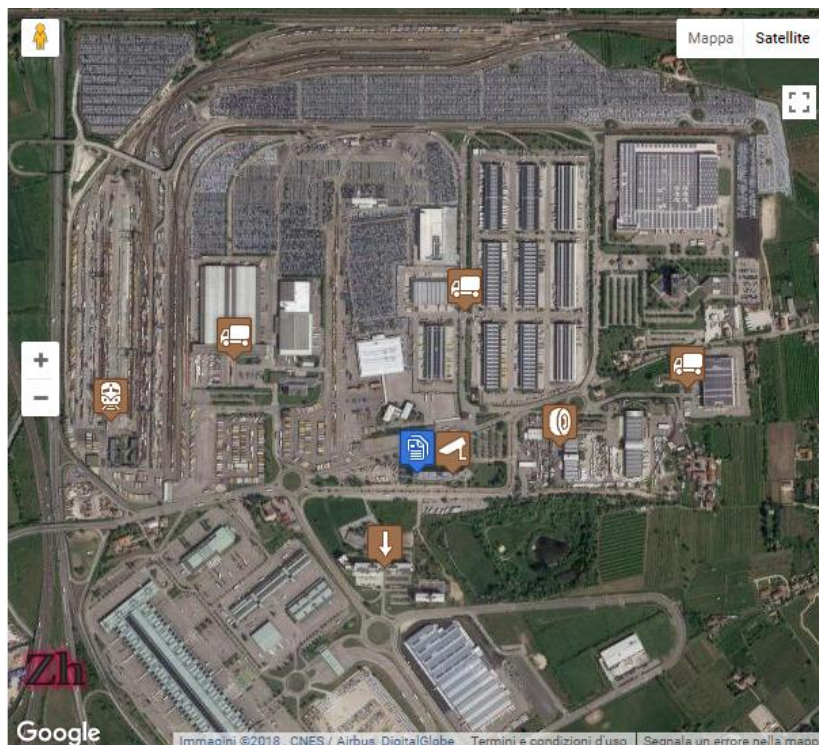 Mappa Satellite
+
−
Zh
Google
Immagini ©2018 , CNES / Airbus, DigitalGlobe Termini e condizioni d'uso Segnala un errore nella mappa